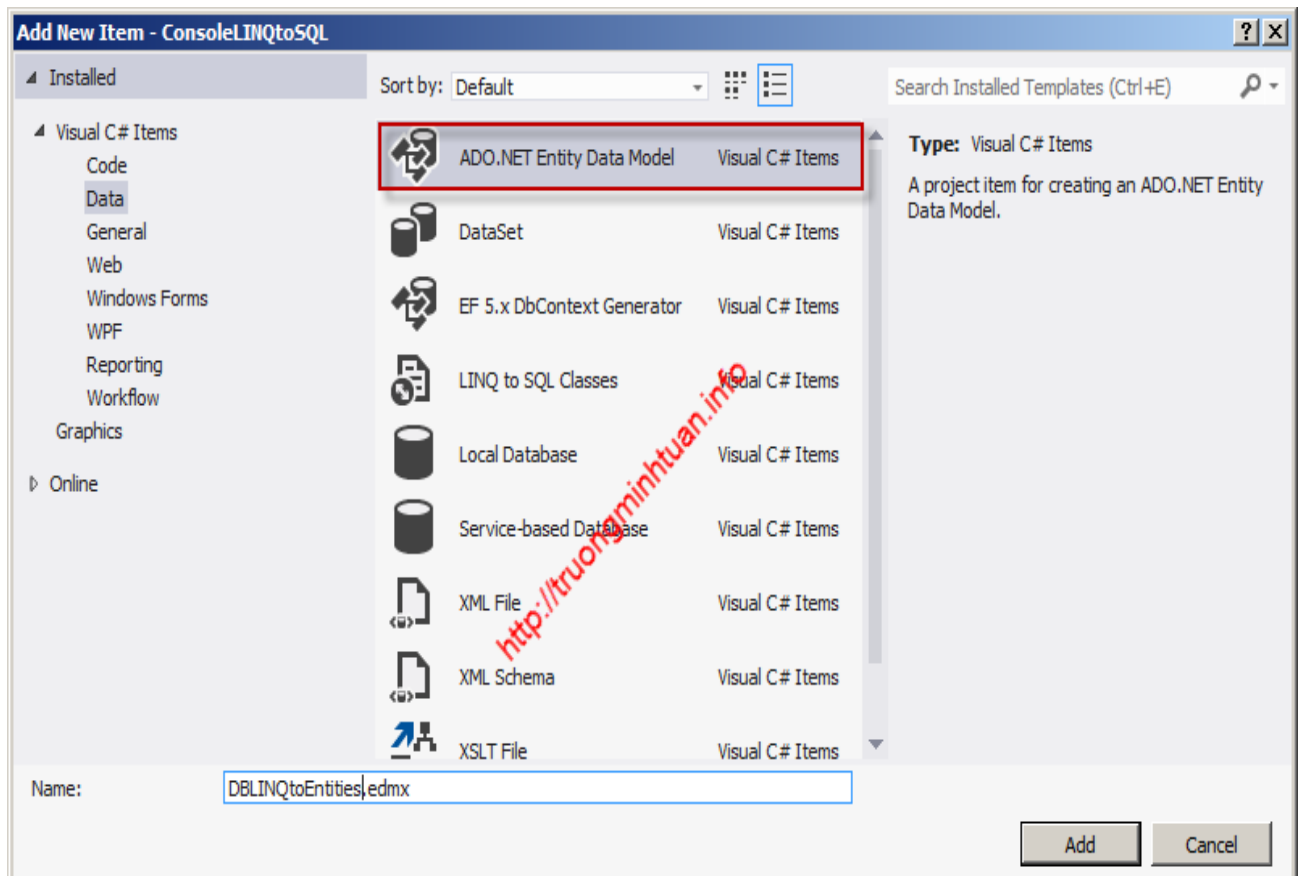 Add New Item - ConsoleLINQtoSQL
Installed
Sort by: Default
Search Installed Templates (Ctrl+E)
Visual C# Items
Code
Data
General
Web
Windows Forms
WPF
Reporting
Workflow
Graphics
Online
ADO.NET Entity Data Model Visual C# Items
DataSet Visual C# Items
EF 5.x DbContext Generator Visual C# Items
LINQ to SQL Classes Visual C# Items
Local Database Visual C# Items
Service-based Database Visual C# Items
XML File Visual C# Items
XML Schema Visual C# Items
XSLT File Visual C# Items
Type: Visual C# Items
A project item for creating an ADO.NET Entity
Data Model.
http://truongminhtuan.info
Name: DBLINQtoEntities.edmx
Add Cancel